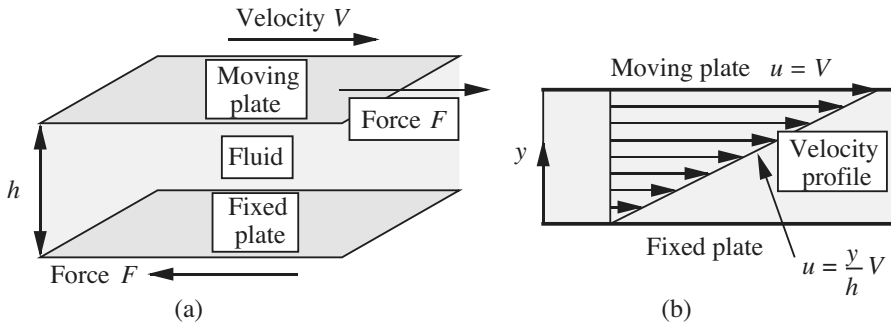 Velocity V
Moving
plate
Force F
Fluid
h
Fixed
plate
Force F
(a)
Moving plate u = V
y
Velocity
profile
Fixed plate
u = y/h V
(b)